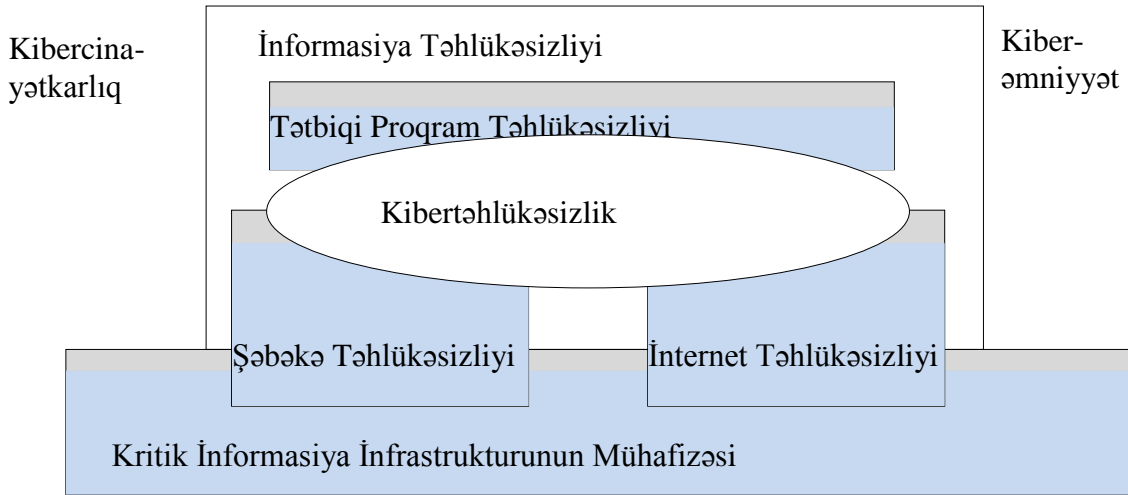 Kibercina-
yətkarlıq
İnformasiya Təhlükəsizliyi
Kiber-
əmniyyət
Tətbiqi Proqram Təhlükəsizliyi
Kibertəhlükəsizlik
Şəbəkə Təhlükəsizliyi
İnternet Təhlükəsizliyi
Kritik İnformasiya İnfrastrukturunun Mühafizəsi